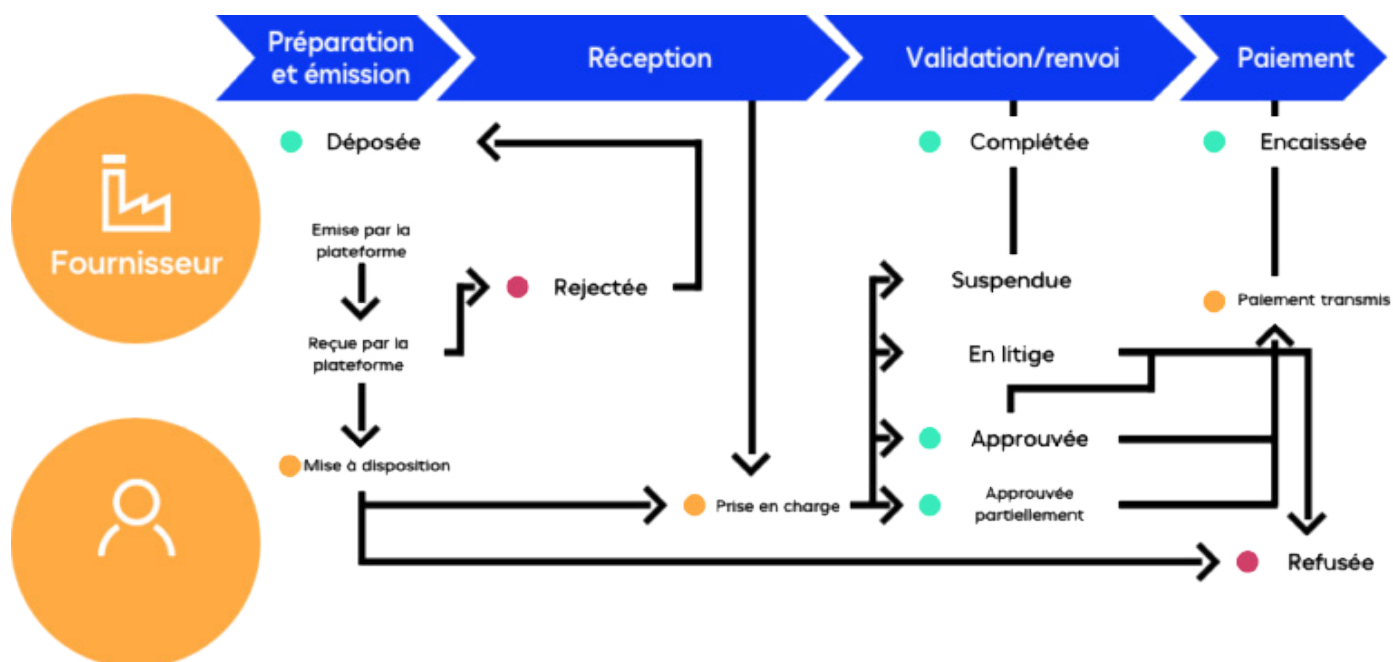 Préparation
et émission
Réception
Validation/renvoi
Paiement
Fournisseur
Déposée
Emise par la
plateforme
Reçue par la
plateforme
Mise à disposition
Rejectée
Prise en charge
Complétée
Suspendue
En litige
Approuvée
Approuvée
partiellement
Encaissée
Paiement transmis
Refusée